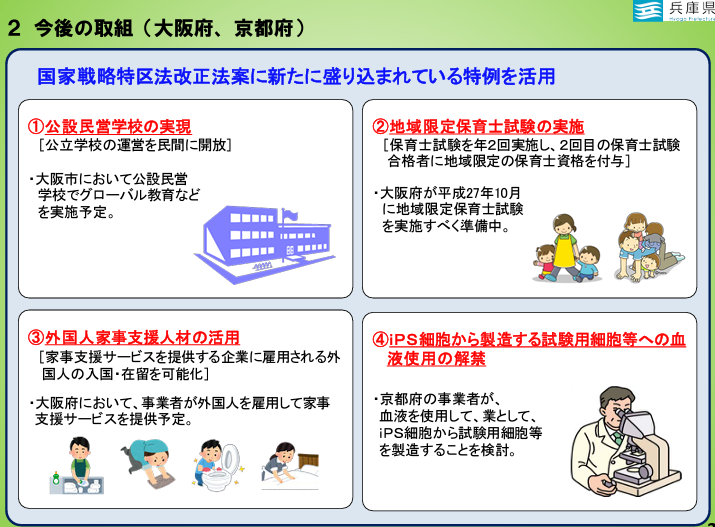 兵庫県
Hyogo Prefecture
2 今後の取組（大阪府、京都府）
国家戦略特区法改正法案に新たに盛り込まれている特例を活用
①公設民営学校の実現
［公立学校の運営を民間に開放］
・大阪市において公設民営
学校でグローバル教育など
を実施予定。
②地域限定保育士試験の実施
［保育士試験を年２回実施し、２回目の保育士試験
合格者に地域限定の保育士資格を付与］
・大阪府が平成27年10月
に地域限定保育士試験
を実施すべく準備中。
③外国人家事支援人材の活用
［家事支援サービスを提供する企業に雇用される外
国人の入国・在留を可能化］
・大阪府において、事業者が外国人を雇用して家事
支援サービスを提供予定。
④iPS細胞から製造する試験用細胞等への血
液使用の解禁
・京都府の事業者が、
血液を使用して、業として、
iPS細胞から試験用細胞等
を製造することを検討。